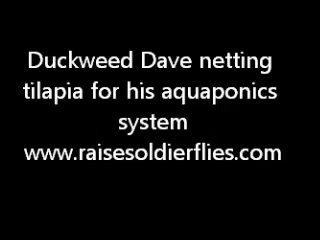 Duckweed Dave netting
tilapia for his aquaponics
system
www.raisesoldierflies.com